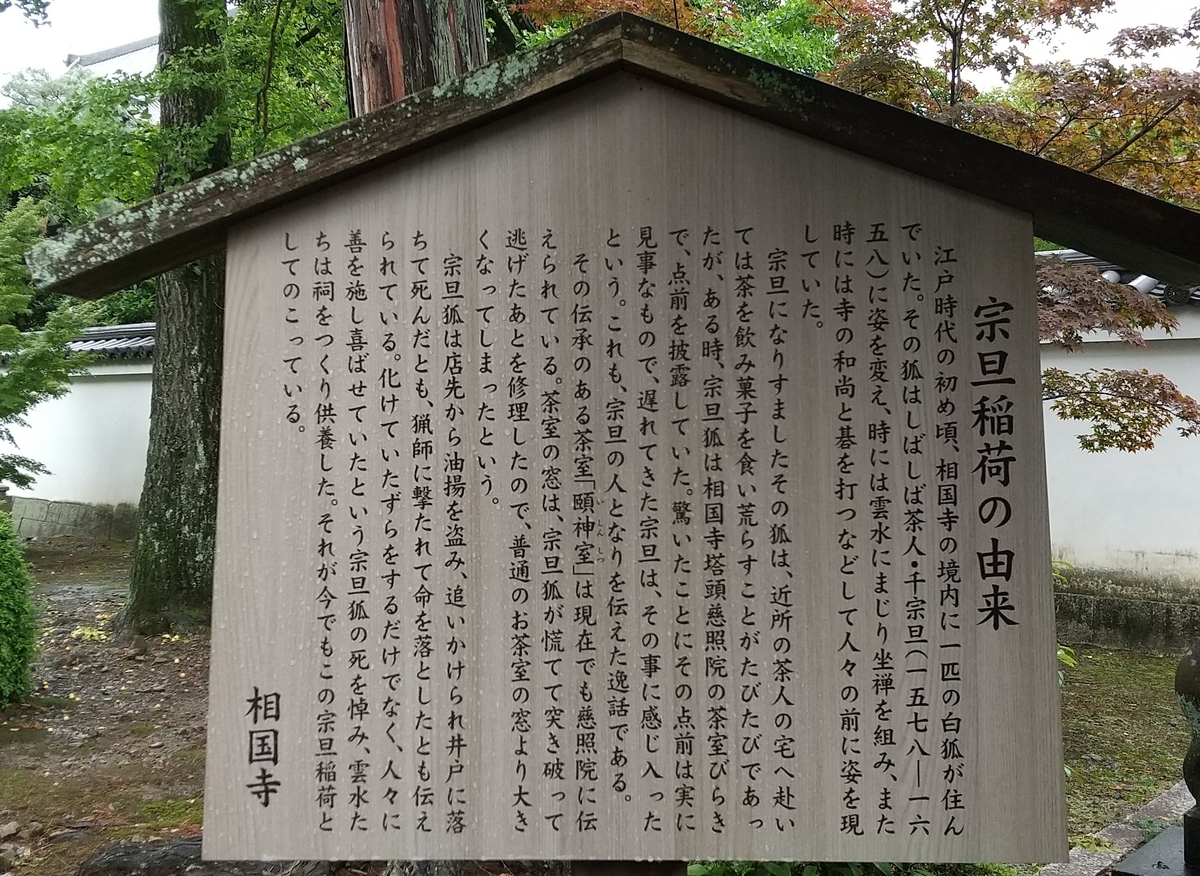 宗旦稲荷の由来
江戸時代の初め頃、相国寺の境内に一匹の白狐が住ん
でいた。その狐はしばしば茶人・千宗旦(一五七八―一六
五八)に姿を変え、時には雲水にまじり坐禅を組み、また
時には寺の和尚と碁を打つなどして人々の前に姿を現
していた。
宗旦になりすましたその狐は、近所の茶人の宅へ赴い
ては茶を飲み菓子を食い荒らすことがたびたびであっ
たが、ある時、宗旦狐は相国寺塔頭慈照院の茶室びらき
で、点前を披露していた。驚いたことにその点前は実に
見事なもので、遅れてきた宗旦は、その事に感じ入った
という。これも、宗旦の人となりを伝えた逸話である。
その伝承のある茶室「頤神室」は現在でも慈照院に伝
いしんしつ
えられている。茶室の窓は、宗旦狐が慌てて突き破って
逃げたあとを修理したので、普通のお茶室の窓より大き
くなってしまったという。
宗旦狐は店先から油揚を盗み、追いかけられ井戸に落
ちて死んだとも、猟師に撃たれて命を落としたとも伝え
られている。化けていたずらをするだけでなく、人々に
善を施し喜ばせていたという宗旦狐の死を悼み、雲水た
ちは祠をつくり供養した。それが今でもこの宗旦稲荷と
してのこっている。
相国寺